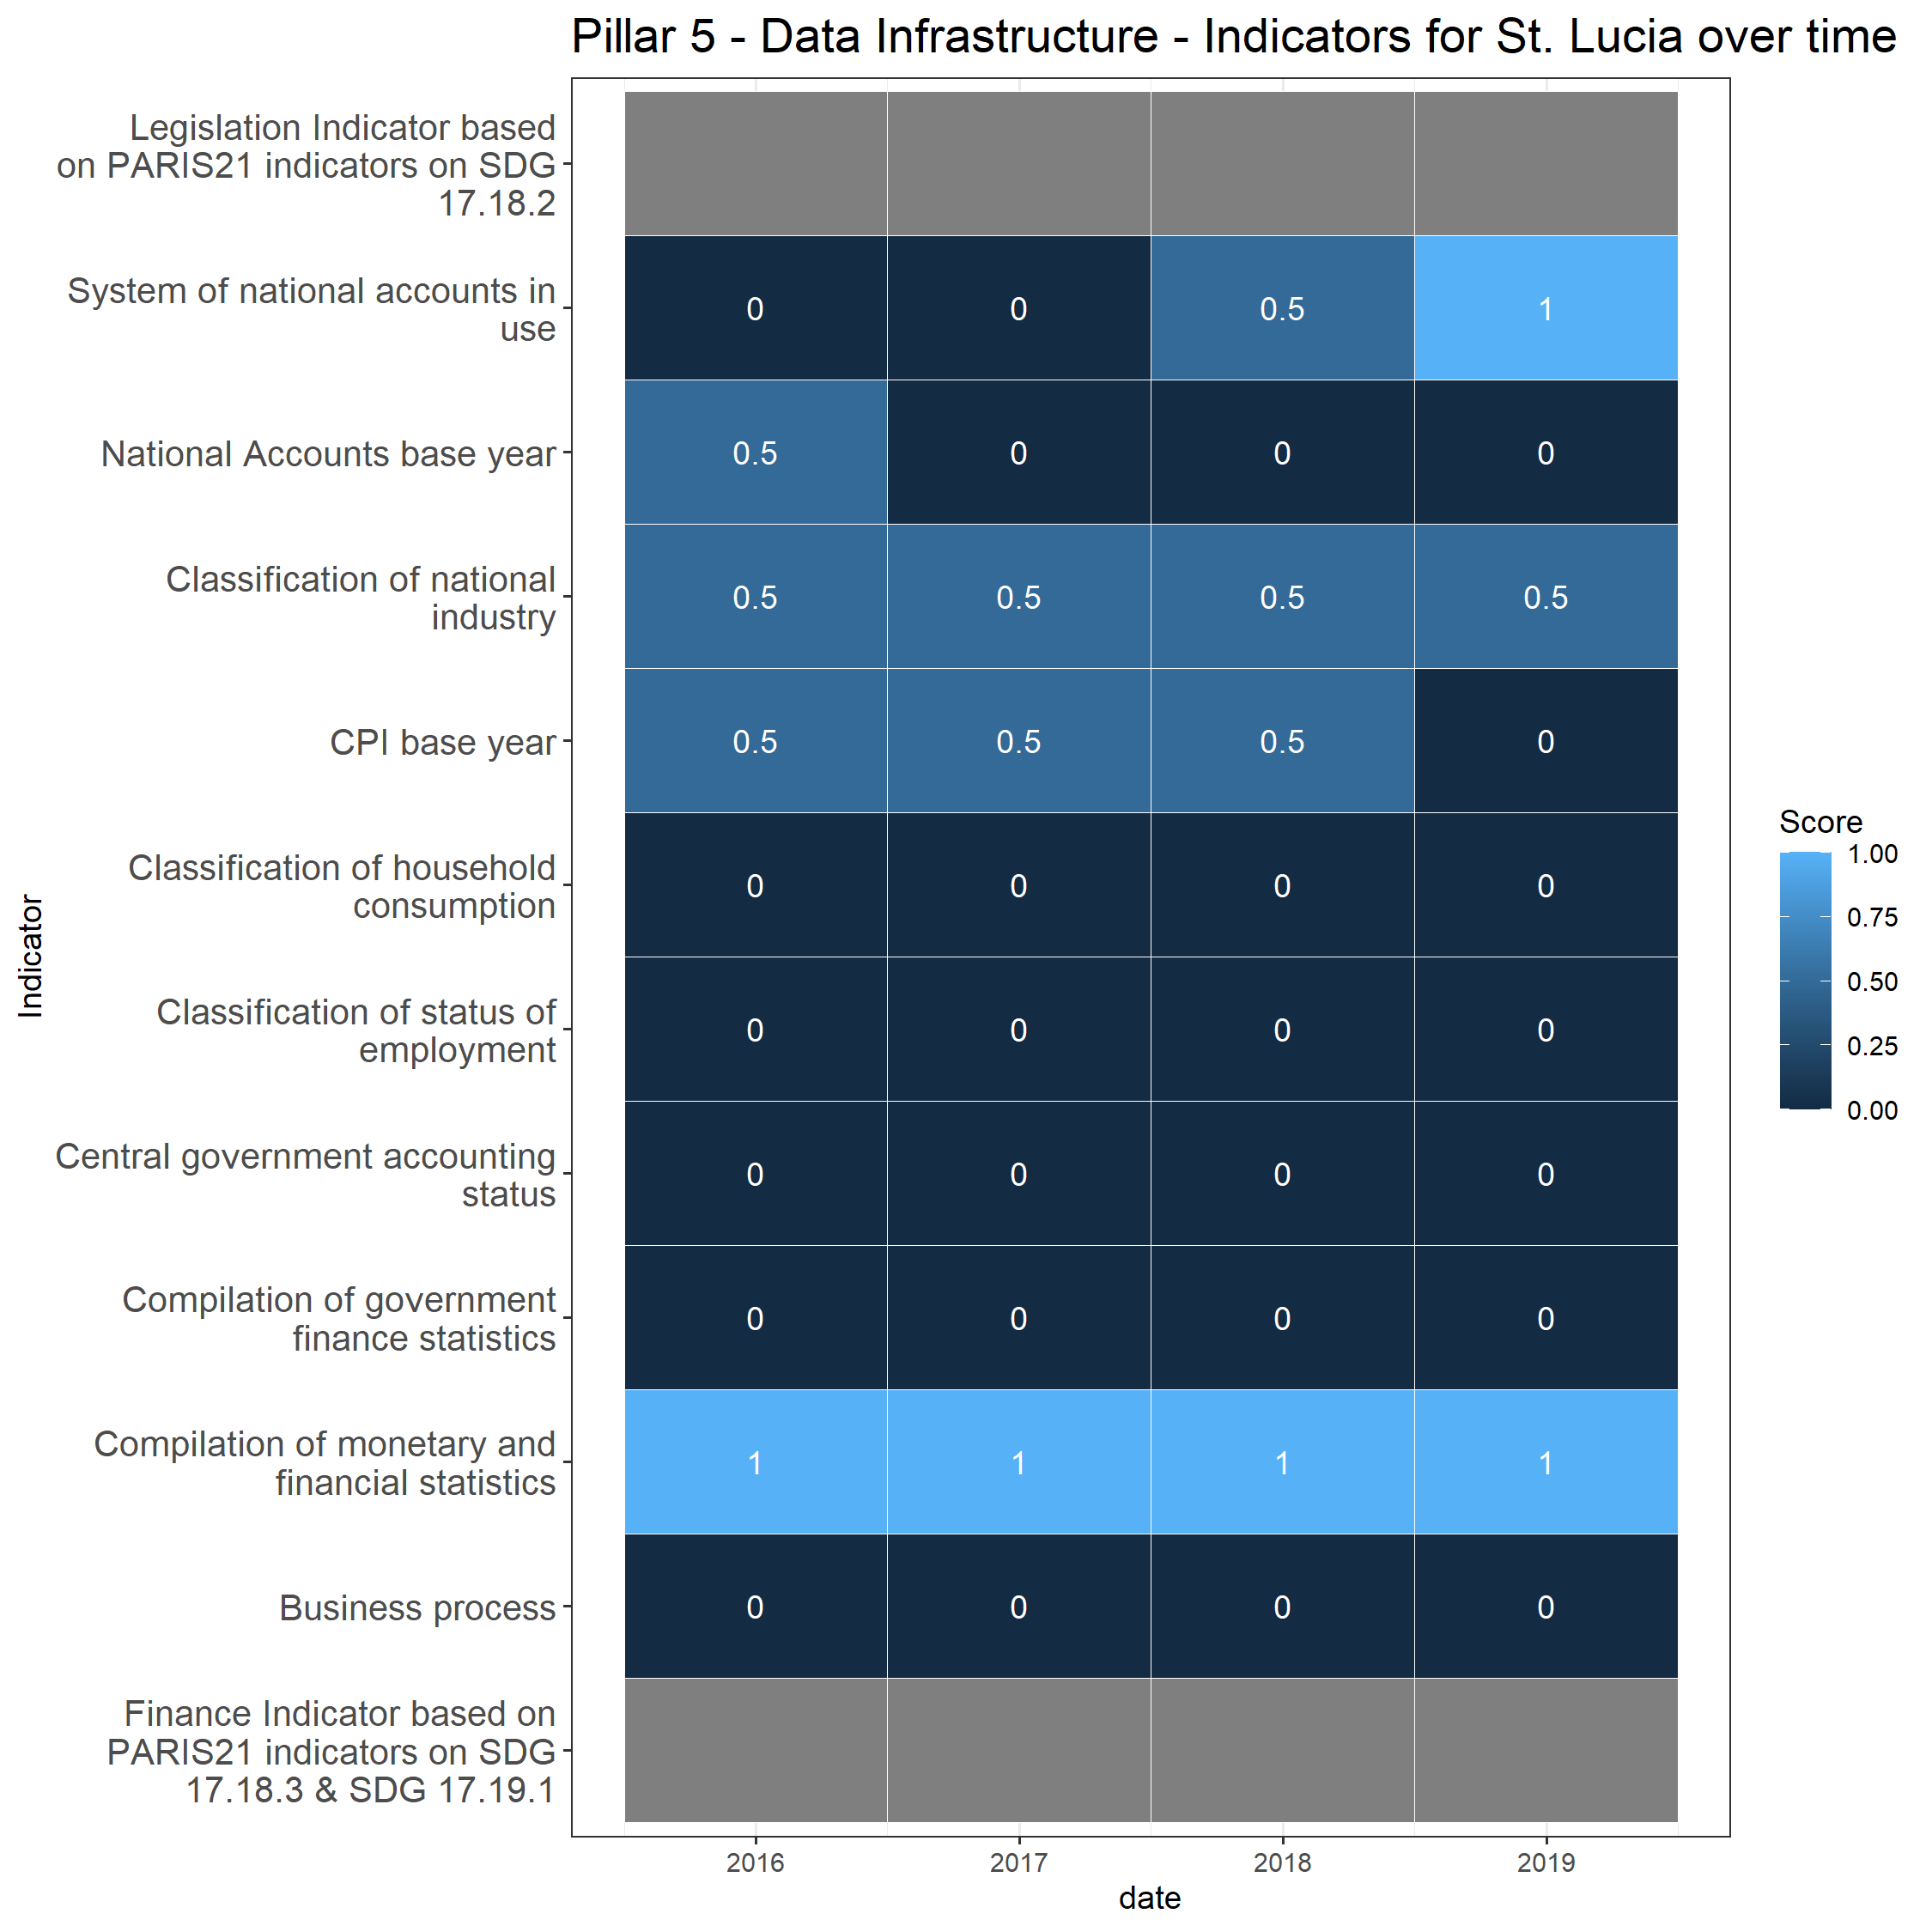 Pillar 5 - Data Infrastructure - Indicators for St. Lucia over time
Legislation Indicator based
on PARIS21 indicators on SDG
17.18.2
System of national accounts in
use
0 0 0.5 1
National Accounts base year
0.5 0 0 0
Classification of national
industry
0.5 0.5 0.5 0.5
CPI base year
0.5 0.5 0.5 0
Classification of household
consumption
0 0 0 0
Classification of status of
employment
0 0 0 0
Central government accounting
status
0 0 0 0
Compilation of government
finance statistics
0 0 0 0
Compilation of monetary and
financial statistics
1 1 1 1
Business process
0 0 0 0
Finance Indicator based on
PARIS21 indicators on SDG
17.18.3 & SDG 17.19.1
2016 2017 2018 2019
date
Indicator
Score
1.00
0.75
0.50
0.25
0.00